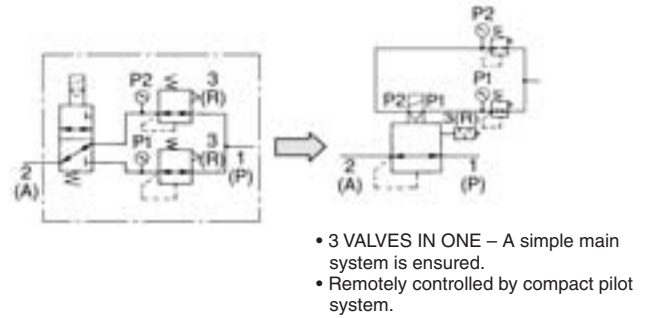 P2
P2 3
(R)
P1 3
(R)
2
(A)
1
(P)
P1
P2 P1
3(R)
2
(A)
1
(P)
• 3 VALVES IN ONE – A simple main
system is ensured.
• Remotely controlled by compact pilot
system.